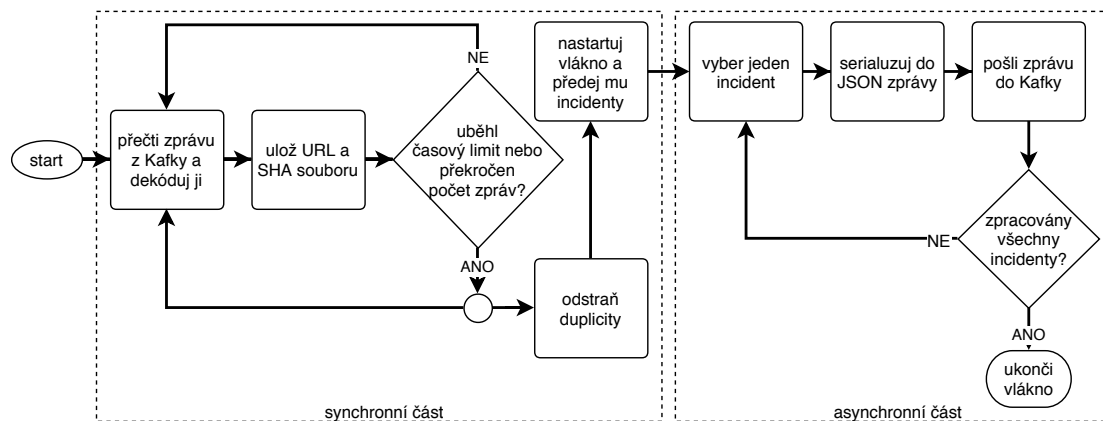 start
přečti zprávu
z Kafky a
dekóduj ji
ulož URL a
SHA souboru
NE
uběhl
časový limit nebo
překročen
počet zpráv?
ANO
odstraň
duplicity
nastartuj
vlákno a
předej mu
incidenty
synchronní část
vyber jeden
incident
serialuzuj do
JSON zprávy
pošli zprávu
do Kafky
zpracovány
všechny
incidenty?
NE
ANO
ukonči
vlákno
asynchronní část